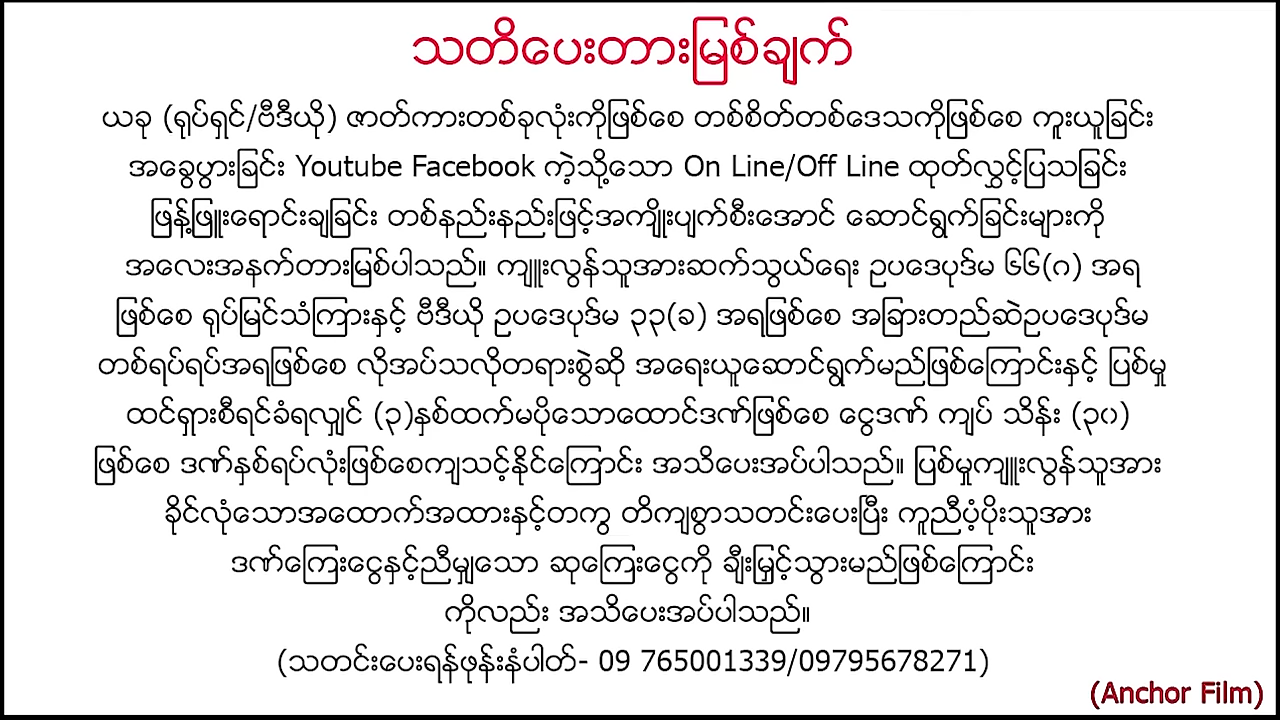 သတိပေးတားမြစ်ချက်
ယခု (ရုပ်ရှင်/ဗီဒီယို) ဇာတ်ကားတစ်ခုလုံးကိုဖြစ်စေ တစ်စိတ်တစ်ဒေသကိုဖြစ်စေ ကူးယူခြင်း
အခွေပွားခြင်း Youtube Facebook ကဲ့သို့သော On Line/Off Line ထုတ်လွှင့်ပြသခြင်း
ဖြန့်ဖြူးရောင်းချခြင်း တစ်နည်းနည်းဖြင့်အကျိုးပျက်စီးအောင် ဆောင်ရွက်ခြင်းများကို
အလေးအနက်တားမြစ်ပါသည်။ ကျူးလွန်သူအားဆက်သွယ်ရေး ဥပဒေပုဒ်မ ၆၆(ဂ) အရ
ဖြစ်စေ ရုပ်မြင်သံကြားနှင့် ဗီဒီယို ဥပဒေပုဒ်မ ၃၃(ခ) အရဖြစ်စေ အခြားတည်ဆဲဥပဒေပုဒ်မ
တစ်ရပ်ရပ်အရဖြစ်စေ လိုအပ်သလိုတရားစွဲဆို အရေးယူဆောင်ရွက်မည်ဖြစ်ကြောင်းနှင့် ပြစ်မှု
ထင်ရှားစီရင်ခံရလျှင် (၃)နှစ်ထက်မပိုသောထောင်ဒဏ်ဖြစ်စေ ငွေဒဏ် ကျပ် သိန်း (၃၀)
ဖြစ်စေ ဒဏ်နှစ်ရပ်လုံးဖြစ်စေကျသင့်နိုင်ကြောင်း အသိပေးအပ်ပါသည်။ ပြစ်မှုကျူးလွန်သူအား
ခိုင်လုံသောအထောက်အထားနှင့်တကွ တိကျစွာသတင်းပေးပြီး ကူညီပံ့ပိုးသူအား
ဒဏ်ကြေးငွေနှင့်ညီမျှသော ဆုကြေးငွေကို ချီးမြှင့်သွားမည်ဖြစ်ကြောင်း
ကိုလည်း အသိပေးအပ်ပါသည်။
(သတင်းပေးရန်ဖုန်းနံပါတ်- 09 765001339/09795678271)
(Anchor Film)